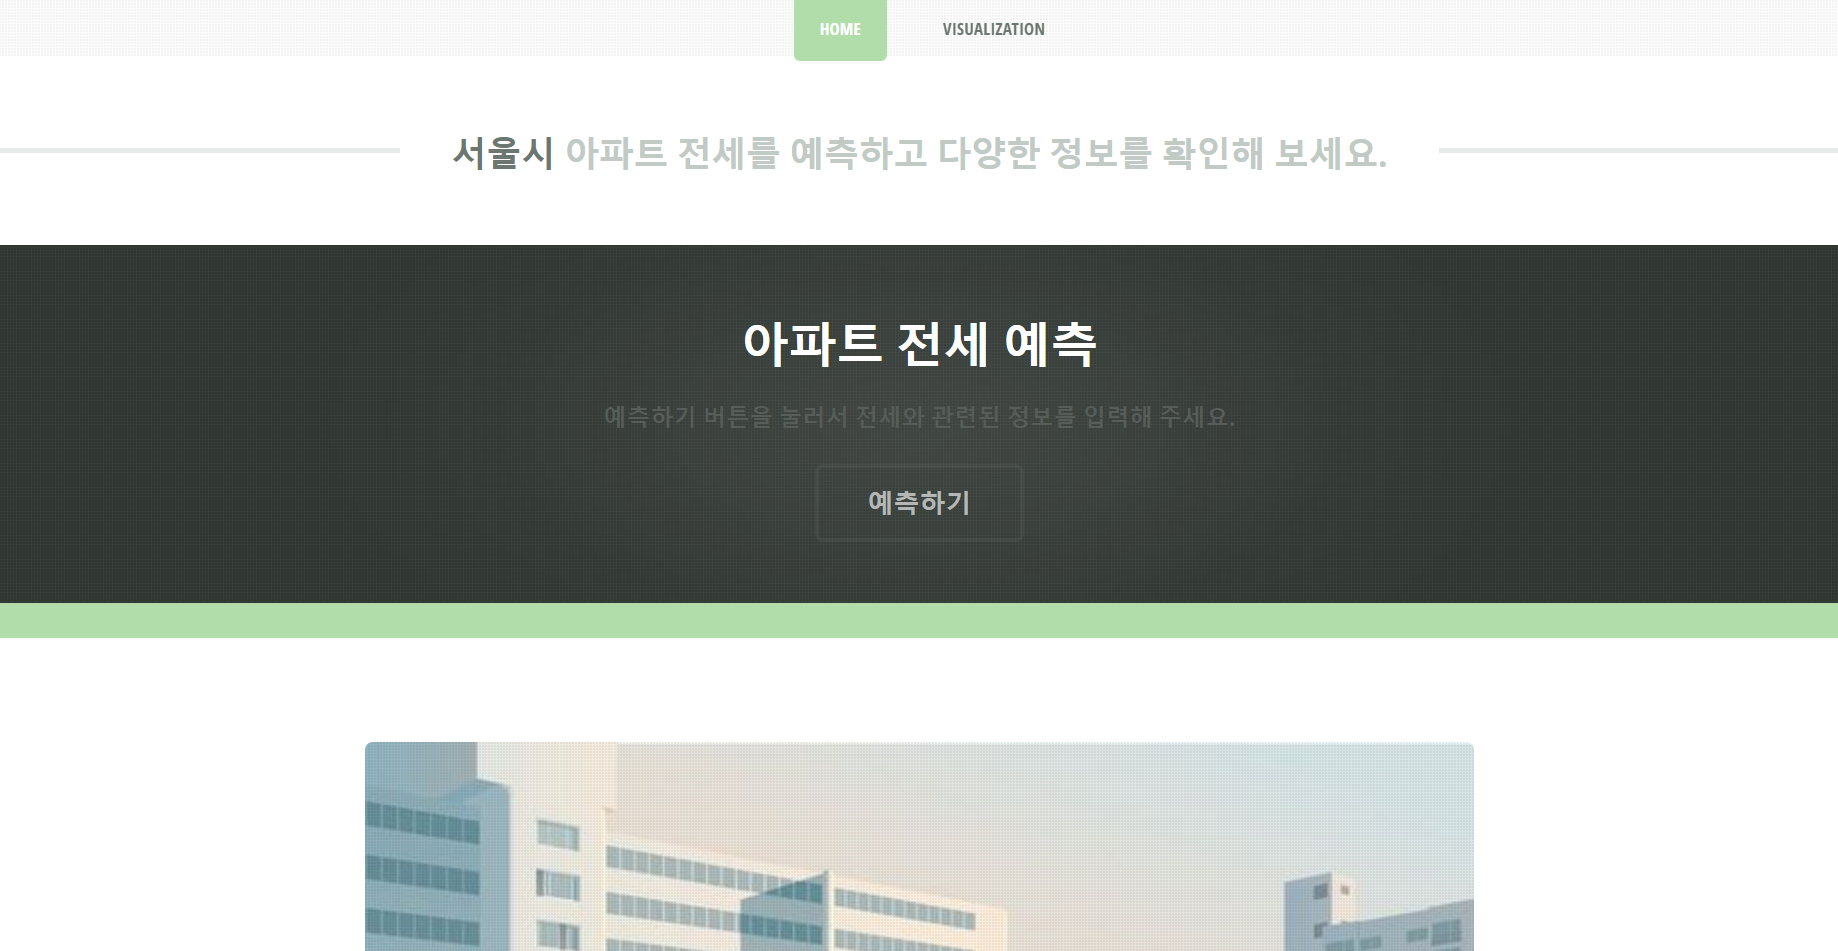 HOME VISUALIZATION
서울시 아파트 전세를 예측하고 다양한 정보를 확인해 보세요.
아파트 전세 예측
예측하기 버튼을 눌러서 전세와 관련된 정보를 입력해 주세요.
예측하기